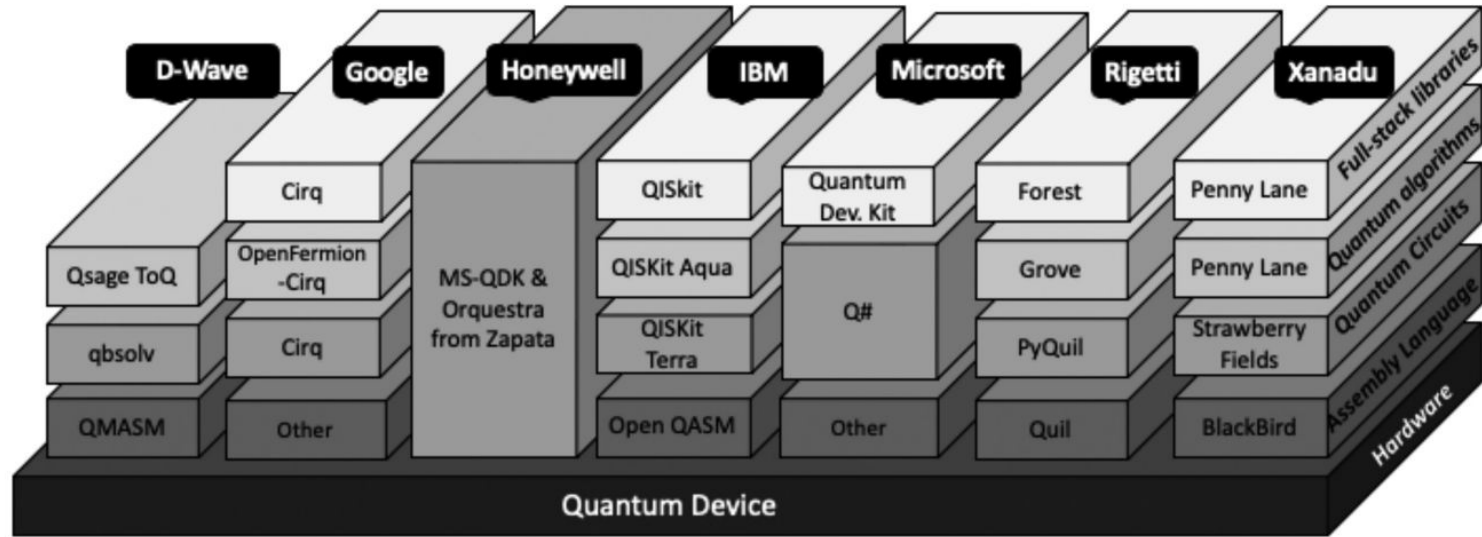 D-Wave
Google
Honeywell
IBM
Microsoft
Rigetti
Xanadu
Full-stack libraries
Quantum algorithms
Quantum Circuits
Assembly Language
Hardware
Cirq
QISkit
Quantum
Dev. Kit
Forest
Penny Lane
Qsage ToQ
OpenFermion
-Cirq
MS-QDK &
Orquestra
from Zapata
QISKit Aqua
Q#
Grove
Penny Lane
qbsolv
Cirq
QISKit
Terra
PyQuil
Strawberry
Fields
QMASM
Other
Open QASM
Other
Quil
BlackBird
Quantum Device